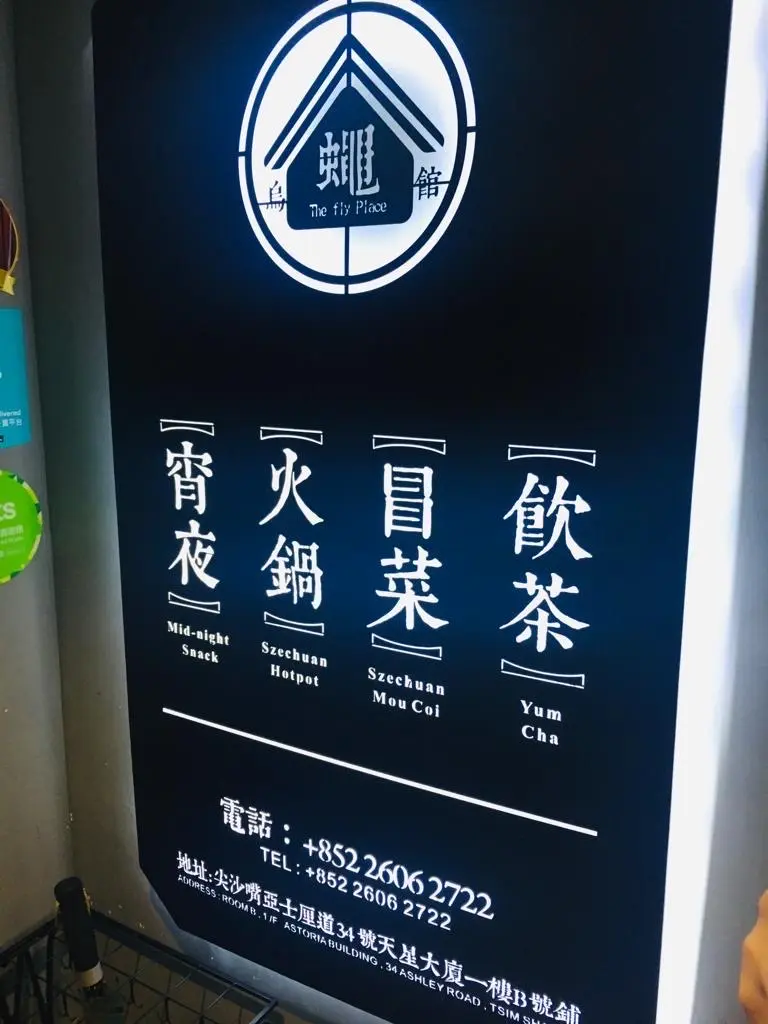 烏
蠅
館
The fly Place
宵夜
Mid-night
Snack
火鍋
Szechuan
Hotpot
冒菜
Szechuan
Mou Coi
飲茶
Yum
Cha
電話：+852 2606 2722
TEL : +852 2606 2722
地址:尖沙嘴亞士厘道34號天星大廈一樓B號鋪
ADDRESS : ROOM B , 1/F ASTORIA BUILDING , 34 ASHLEY ROAD , TSIM